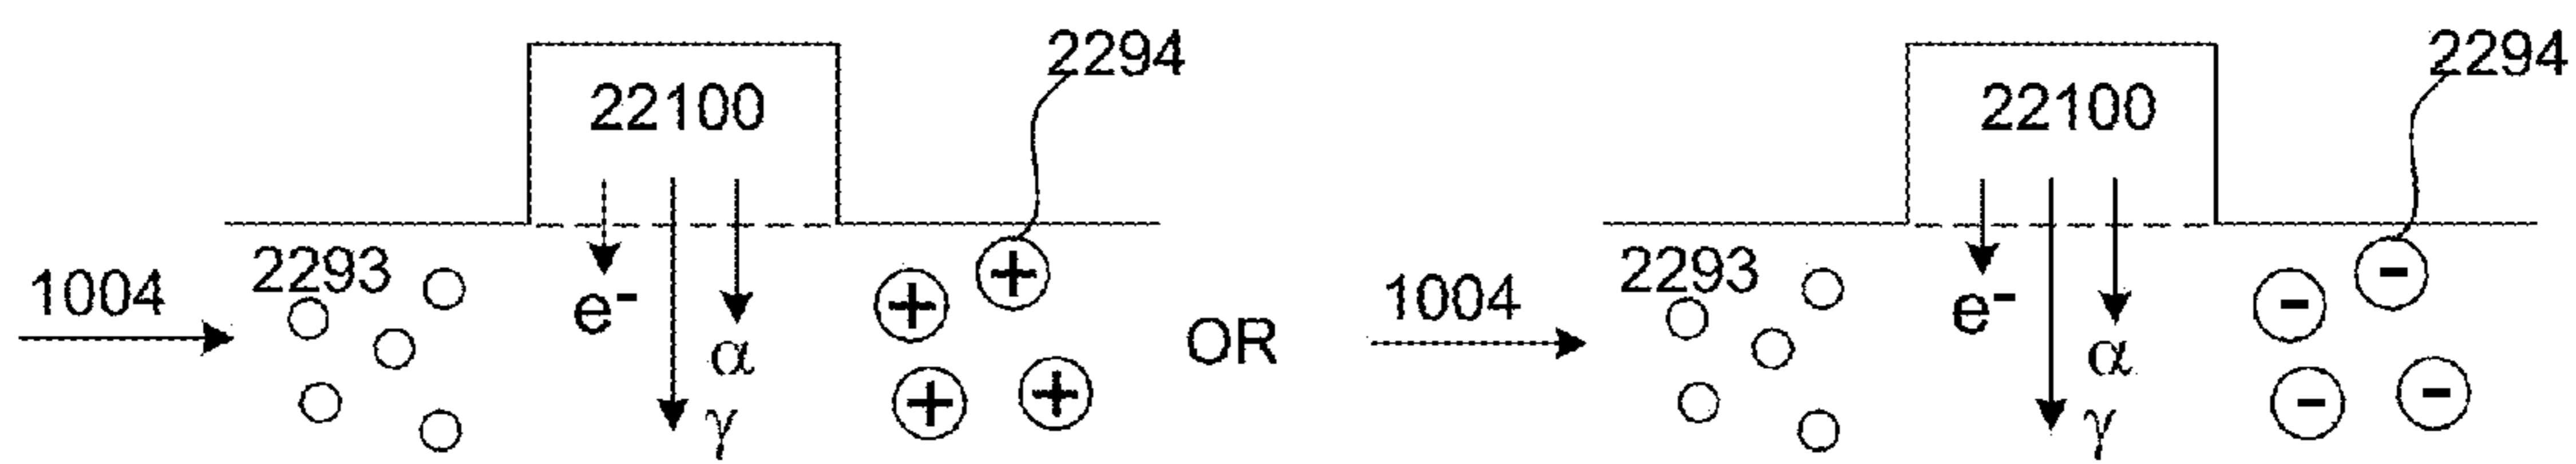 2294 2294
22100 22100
2293 2293
1004 1004
e- + + e- - -
OR
α α
γ + + γ - -